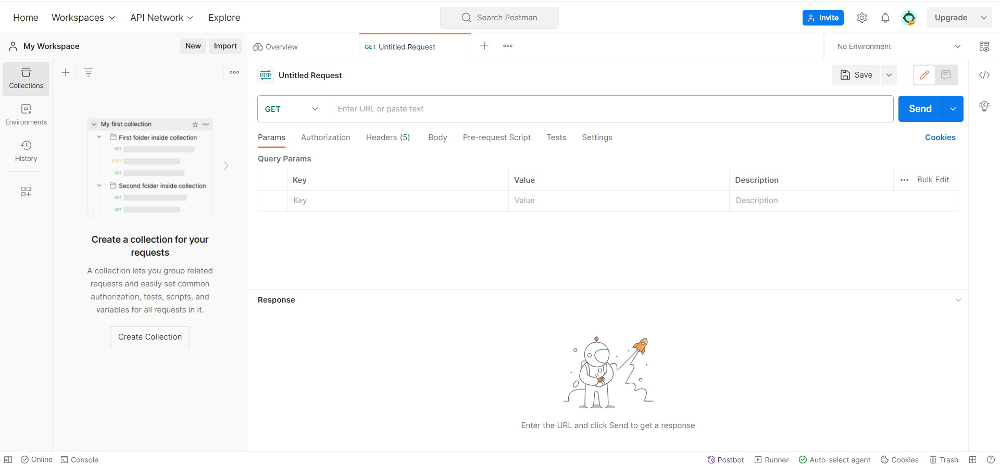 Home Workspaces API Network Explore Search Postman Invite Upgrade
My Workspace New Import Overview GET Untitled Request No Environment
Collections
Environments
History
My first collection
First folder inside collection
GET
POST
GET
Second folder inside collection
GET
GET
Create a collection for your
requests
A collection lets you group related
requests and easily set common
authorization, tests, scripts, and
variables for all requests in it.
Create Collection
HTTP Untitled Request Save
GET Enter URL or paste text Send
Params Authorization Headers (5) Body Pre-request Script Tests Settings Cookies
Query Params
Key Value Description Bulk Edit
Key Value Description
Response
Enter the URL and click Send to get a response
Online Console Postbot Runner Auto-select agent Cookies Trash